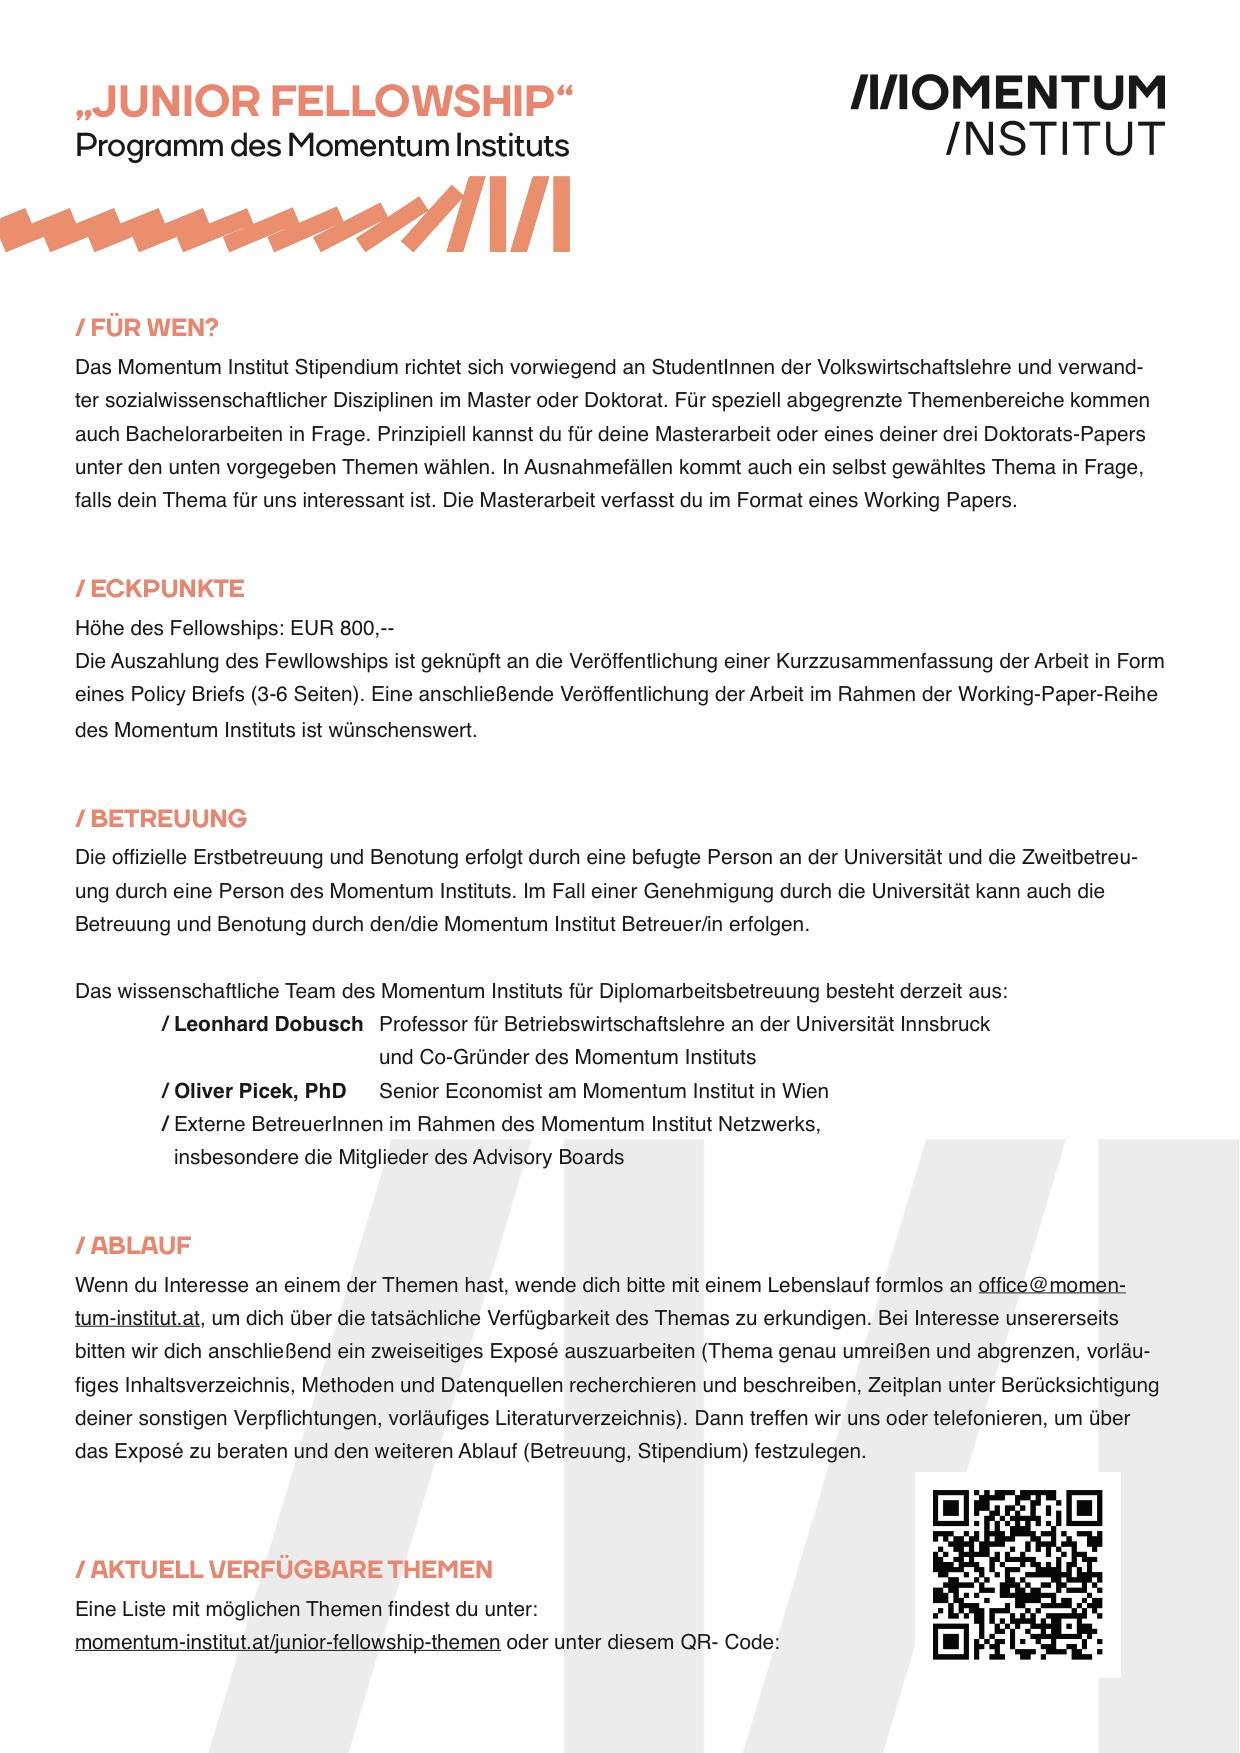 „JUNIOR FELLOWSHIP“
Programm des Momentum Instituts
MOMENTUM
INSTITUT
/ FÜR WEN?
Das Momentum Institut Stipendium richtet sich vorwiegend an StudentInnen der Volkswirtschaftslehre und verwand-
ter sozialwissenschaftlicher Disziplinen im Master oder Doktorat. Für speziell abgegrenzte Themenbereiche kommen
auch Bachelorarbeiten in Frage. Prinzipiell kannst du für deine Masterarbeit oder eines deiner drei Doktorats-Papers
unter den unten vorgegeben Themen wählen. In Ausnahmefällen kommt auch ein selbst gewähltes Thema in Frage,
falls dein Thema für uns interessant ist. Die Masterarbeit verfasst du im Format eines Working Papers.
/ ECKPUNKTE
Höhe des Fellowships: EUR 800,--
Die Auszahlung des Fewllowships ist geknüpft an die Veröffentlichung einer Kurzzusammenfassung der Arbeit in Form
eines Policy Briefs (3-6 Seiten). Eine anschließende Veröffentlichung der Arbeit im Rahmen der Working-Paper-Reihe
des Momentum Instituts ist wünschenswert.
/ BETREUUNG
Die offizielle Erstbetreuung und Benotung erfolgt durch eine befugte Person an der Universität und die Zweitbetreu-
ung durch eine Person des Momentum Instituts. Im Fall einer Genehmigung durch die Universität kann auch die
Betreuung und Benotung durch den/die Momentum Institut Betreuer/in erfolgen.
Das wissenschaftliche Team des Momentum Instituts für Diplomarbeitsbetreuung besteht derzeit aus:
/ Leonhard Dobusch Professor für Betriebswirtschaftslehre an der Universität Innsbruck
und Co-Gründer des Momentum Instituts
/ Oliver Picek, PhD Senior Economist am Momentum Institut in Wien
/ Externe BetreuerInnen im Rahmen des Momentum Institut Netzwerks,
insbesondere die Mitglieder des Advisory Boards
/ ABLAUF
Wenn du Interesse an einem der Themen hast, wende dich bitte mit einem Lebenslauf formlos an office@momen-
tum-institut.at, um dich über die tatsächliche Verfügbarkeit des Themas zu erkundigen. Bei Interesse unsererseits
bitten wir dich anschließend ein zweiseitiges Exposé auszuarbeiten (Thema genau umreißen und abgrenzen, vorläu-
figes Inhaltsverzeichnis, Methoden und Datenquellen recherchieren und beschreiben, Zeitplan unter Berücksichtigung
deiner sonstigen Verpflichtungen, vorläufiges Literaturverzeichnis). Dann treffen wir uns oder telefonieren, um über
das Exposé zu beraten und den weiteren Ablauf (Betreuung, Stipendium) festzulegen.
/ AKTUELL VERFÜGBARE THEMEN
Eine Liste mit möglichen Themen findest du unter:
momentum-institut.at/junior-fellowship-themen oder unter diesem QR- Code: